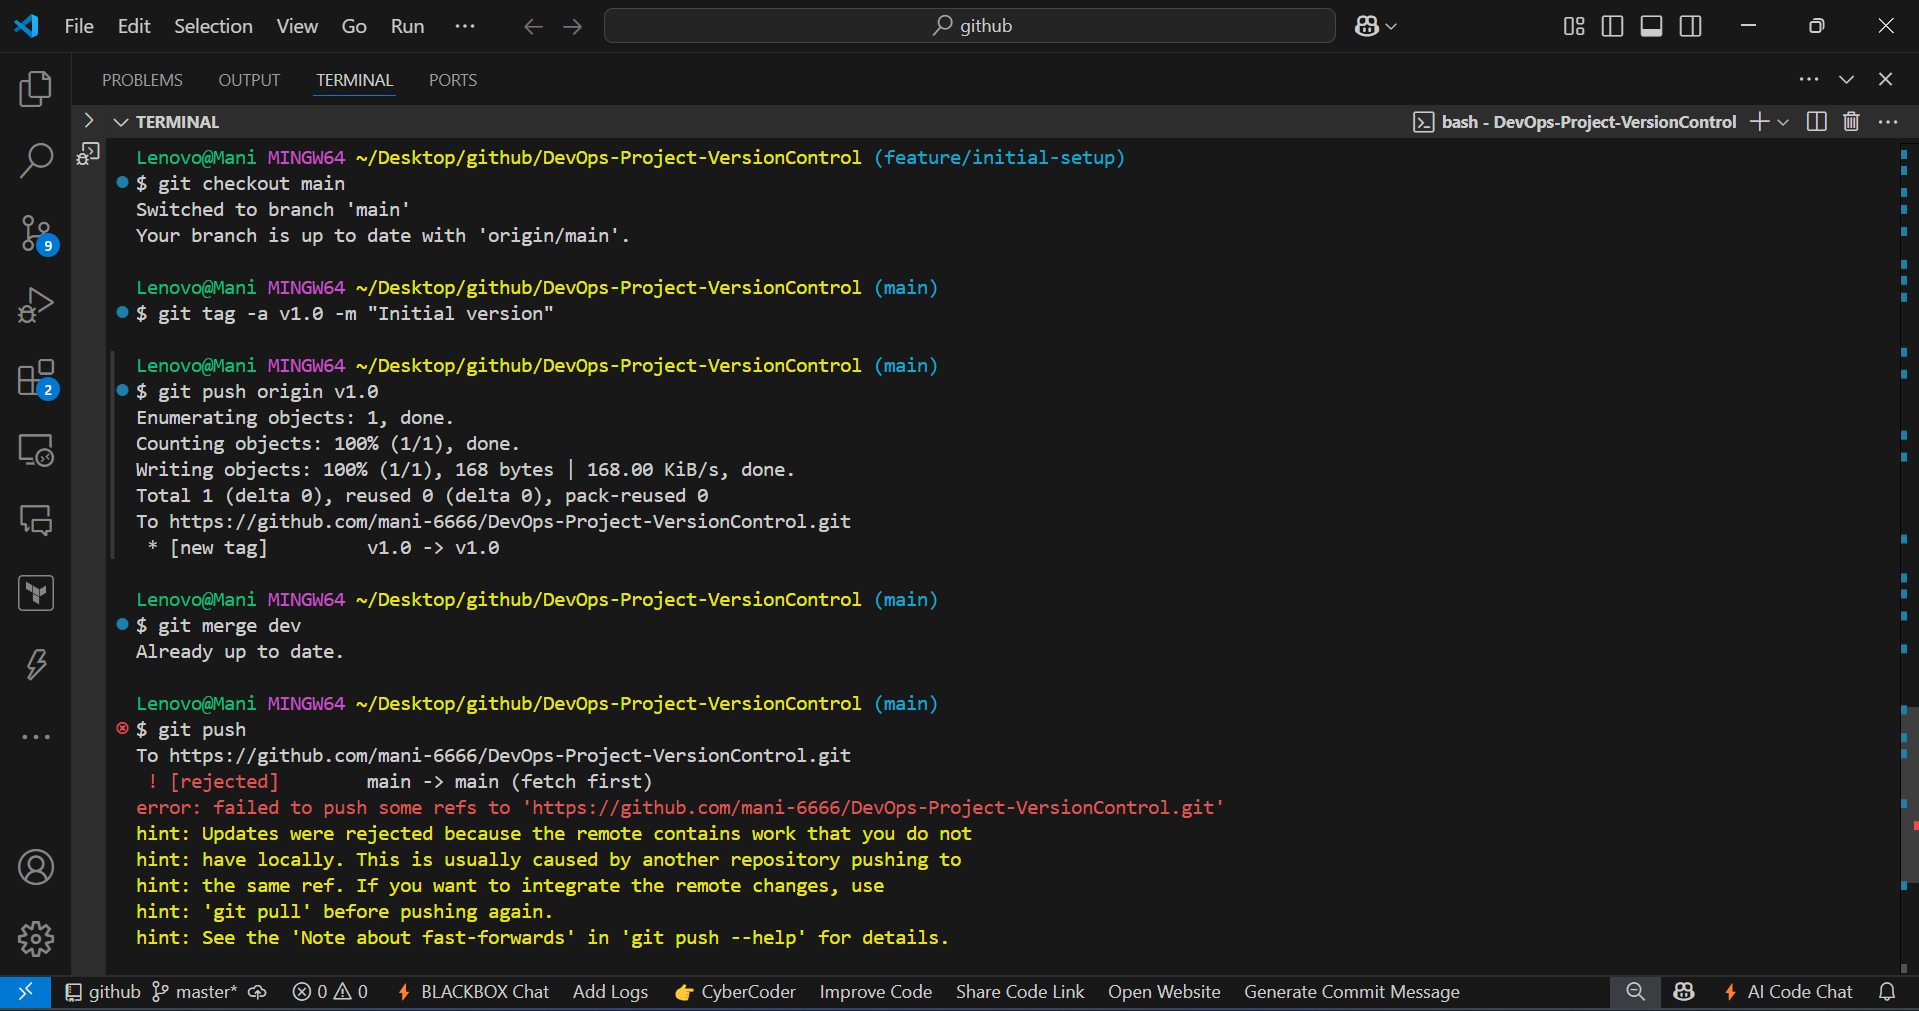 File Edit Selection View Go Run ··· github
PROBLEMS OUTPUT TERMINAL PORTS
TERMINAL bash - DevOps-Project-VersionControl
Lenovo@Mani MINGW64 ~/Desktop/github/DevOps-Project-VersionControl (feature/initial-setup)
$ git checkout main
Switched to branch 'main'
Your branch is up to date with 'origin/main'.
Lenovo@Mani MINGW64 ~/Desktop/github/DevOps-Project-VersionControl (main)
$ git tag -a v1.0 -m "Initial version"
Lenovo@Mani MINGW64 ~/Desktop/github/DevOps-Project-VersionControl (main)
$ git push origin v1.0
Enumerating objects: 1, done.
Counting objects: 100% (1/1), done.
Writing objects: 100% (1/1), 168 bytes | 168.00 KiB/s, done.
Total 1 (delta 0), reused 0 (delta 0), pack-reused 0
To https://github.com/mani-6666/DevOps-Project-VersionControl.git
* [new tag] v1.0 -> v1.0
Lenovo@Mani MINGW64 ~/Desktop/github/DevOps-Project-VersionControl (main)
$ git merge dev
Already up to date.
Lenovo@Mani MINGW64 ~/Desktop/github/DevOps-Project-VersionControl (main)
$ git push
To https://github.com/mani-6666/DevOps-Project-VersionControl.git
! [rejected] main -> main (fetch first)
error: failed to push some refs to 'https://github.com/mani-6666/DevOps-Project-VersionControl.git'
hint: Updates were rejected because the remote contains work that you do not
hint: have locally. This is usually caused by another repository pushing to
hint: the same ref. If you want to integrate the remote changes, use
hint: 'git pull' before pushing again.
hint: See the 'Note about fast-forwards' in 'git push --help' for details.
9
2
github master* 0 0 BLACKBOX Chat Add Logs CyberCoder Improve Code Share Code Link Open Website Generate Commit Message AI Code Chat